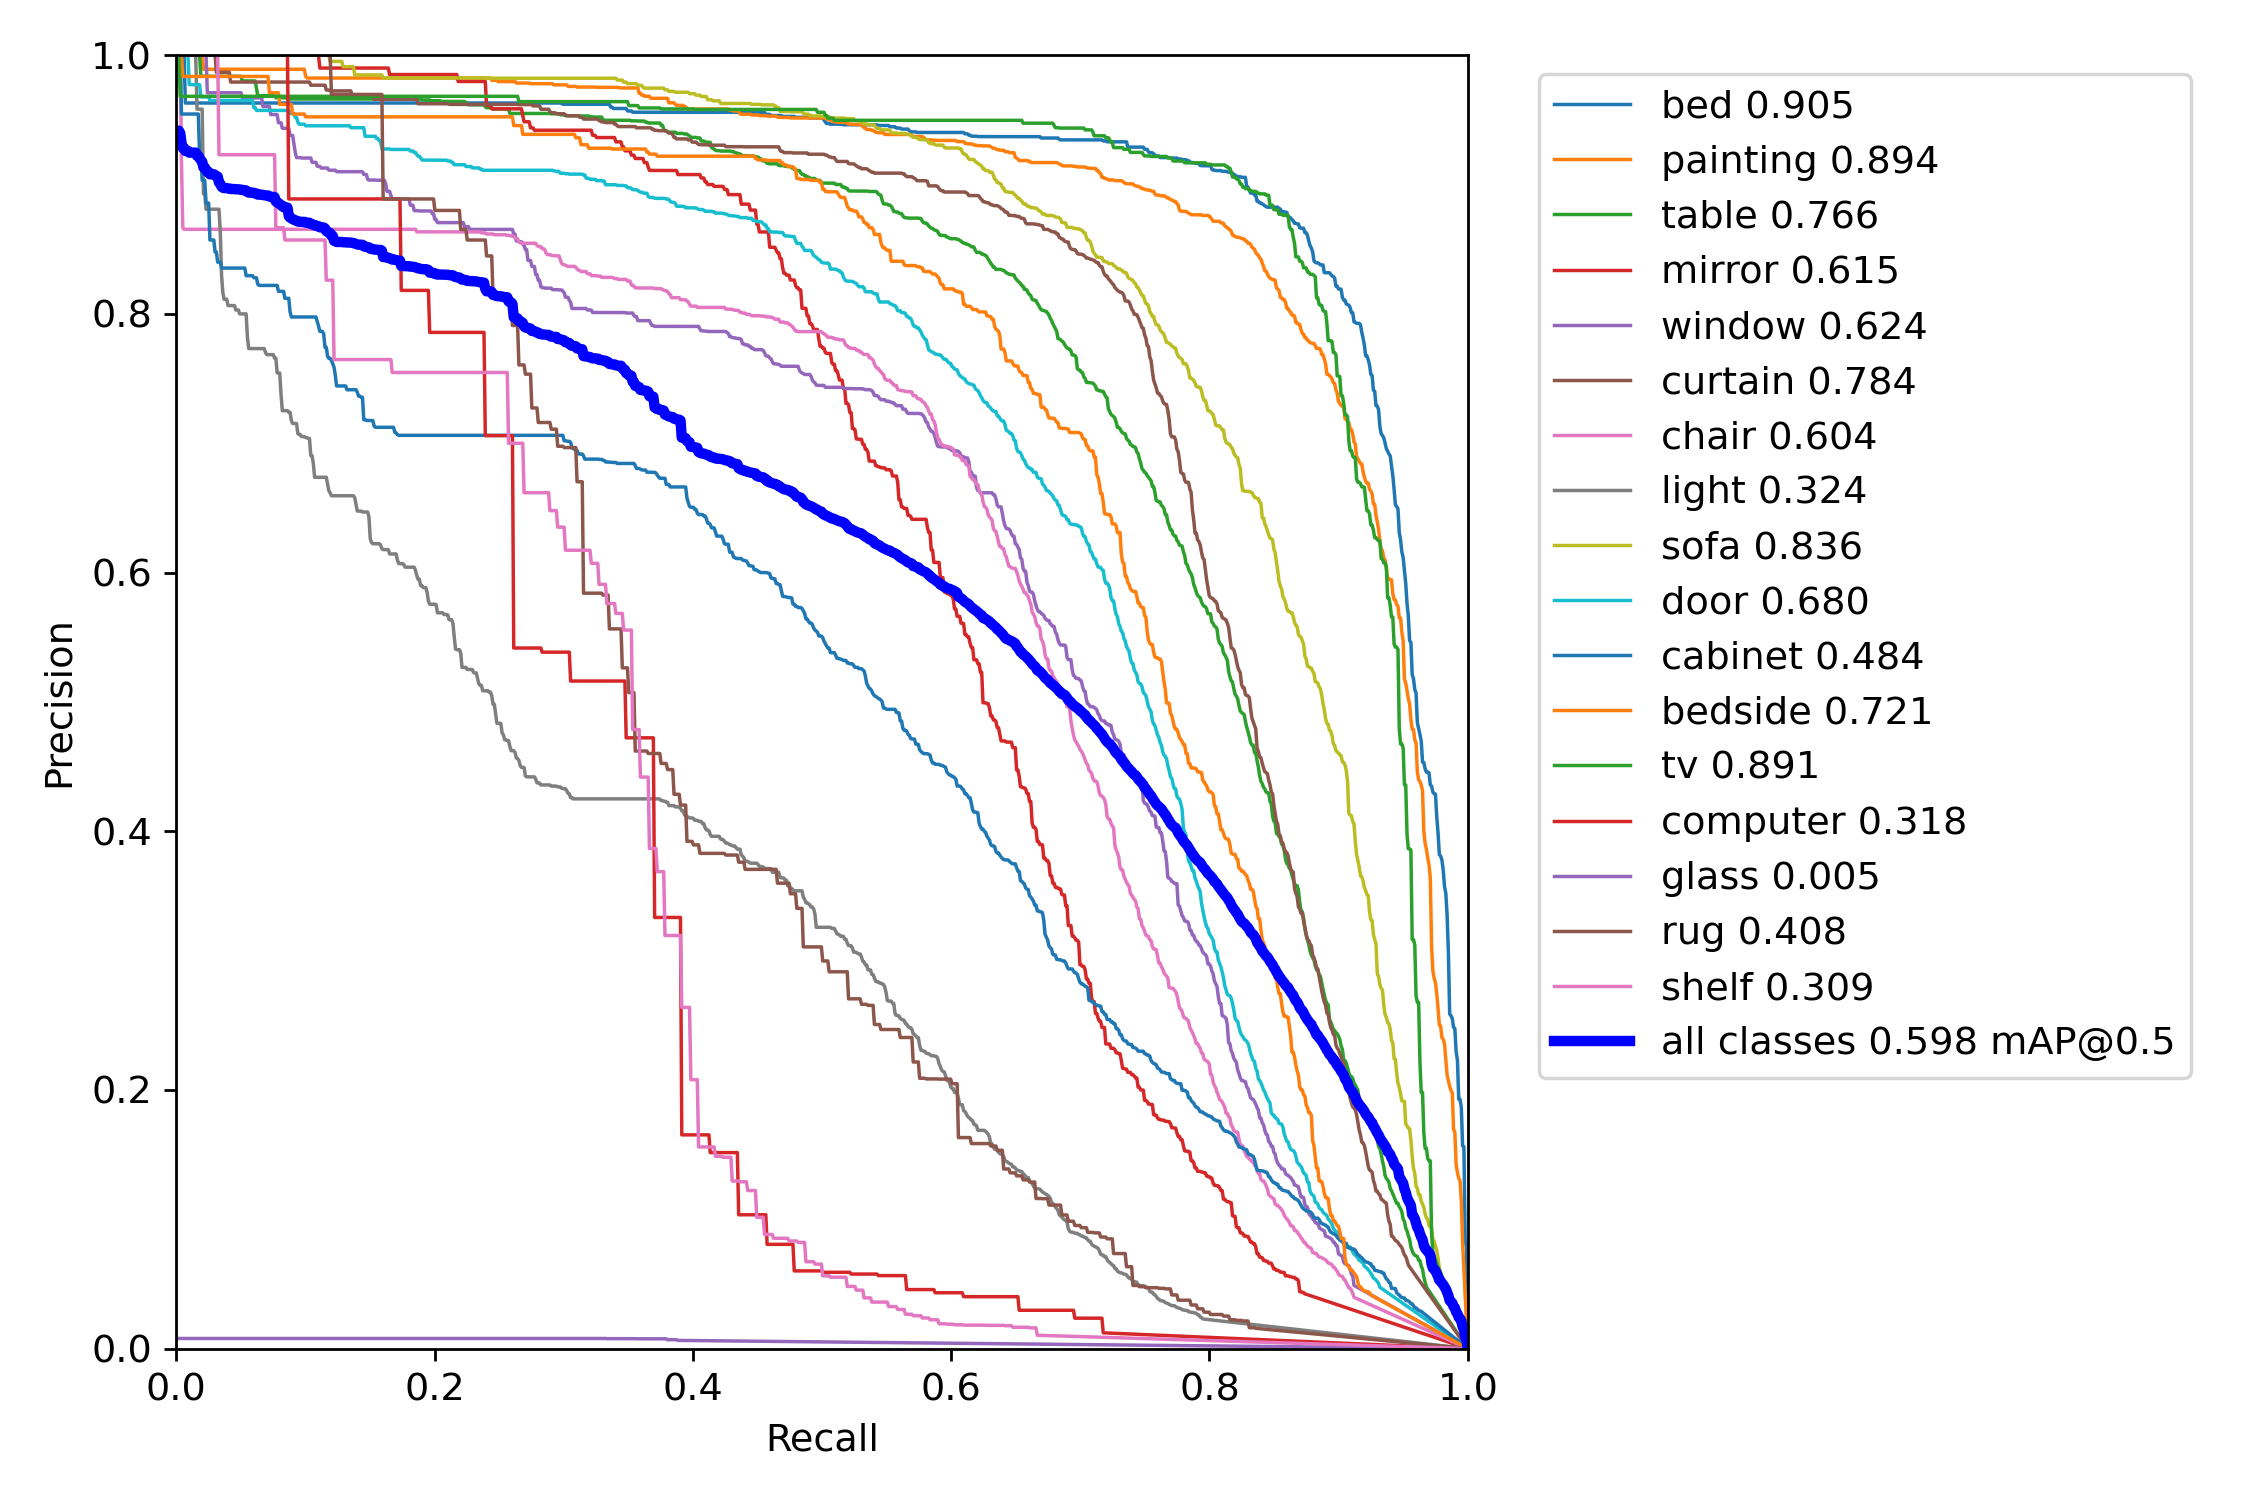 1.0
0.8
0.6
0.4
0.2
0.0
Precision
0.0 0.2 0.4 0.6 0.8 1.0
Recall
bed 0.905
painting 0.894
table 0.766
mirror 0.615
window 0.624
curtain 0.784
chair 0.604
light 0.324
sofa 0.836
door 0.680
cabinet 0.484
bedside 0.721
tv 0.891
computer 0.318
glass 0.005
rug 0.408
shelf 0.309
all classes 0.598 mAP@0.5